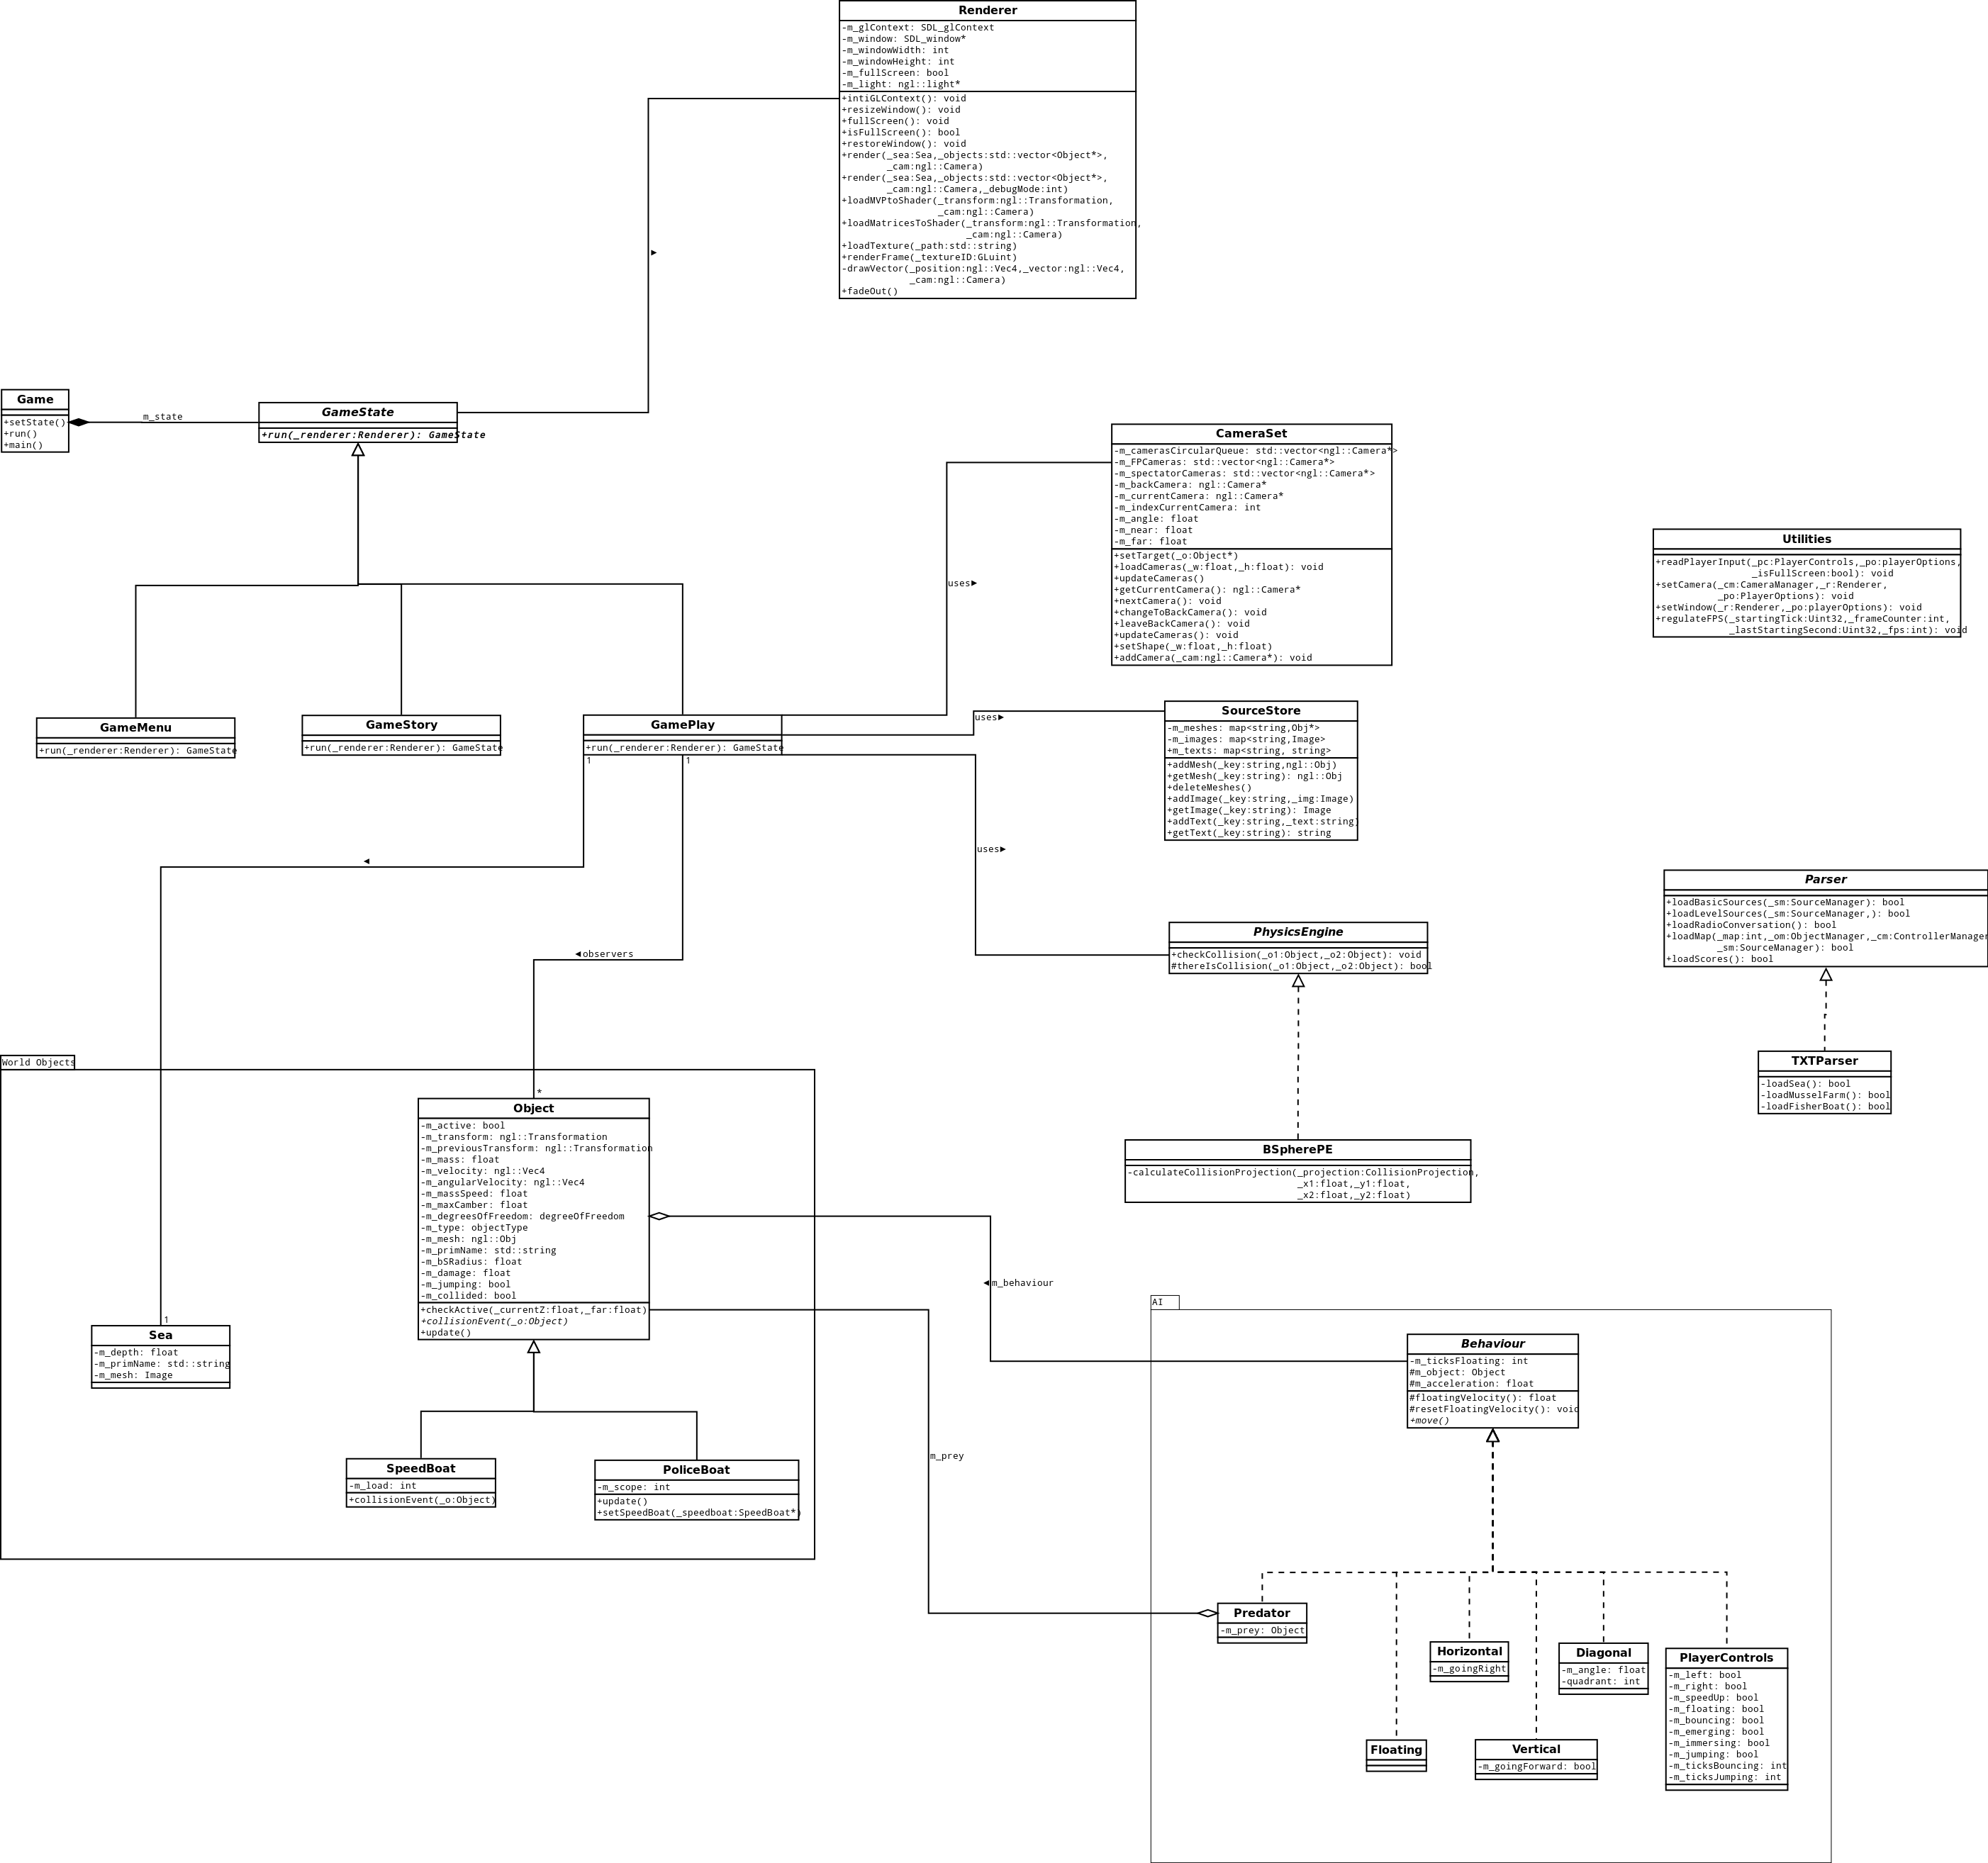 Renderer
-m_glContext: SDL_glContext
-m_window: SDL_window*
-m_windowWidth: int
-m_windowHeight: int
-m_fullScreen: bool
-m_light: ngl::light*
+intiGLContext(): void
+resizeWindow(): void
+fullScreen(): void
+isFullScreen(): bool
+restoreWindow(): void
+render(_sea:Sea,_objects:std::vector<Object*>,
_cam:ngl::Camera)
+render(_sea:Sea,_objects:std::vector<Object*>,
_cam:ngl::Camera,_debugMode:int)
+loadMVPtoShader(_transform:ngl::Transformation,
_cam:ngl::Camera)
+loadMatricesToShader(_transform:ngl::Transformation,
_cam:ngl::Camera)
+loadTexture(_path:std::string)
+renderFrame(_textureID:GLuint)
-drawVector(_position:ngl::Vec4,_vector:ngl::Vec4,
_cam:ngl::Camera)
+fadeOut()
Game
+setState()
+run()
+main()
m_state
GameState
+run(_renderer:Renderer): GameState
CameraSet
-m_camerasCircularQueue: std::vector<ngl::Camera*>
-m_FPCameras: std::vector<ngl::Camera*>
-m_spectatorCameras: std::vector<ngl::Camera*>
-m_backCamera: ngl::Camera*
-m_currentCamera: ngl::Camera*
-m_indexCurrentCamera: int
-m_angle: float
-m_near: float
-m_far: float
+setTarget(_o:Object*)
+loadCameras(_w:float,_h:float): void
+updateCameras()
+getCurrentCamera(): ngl::Camera*
+nextCamera(): void
+changeToBackCamera(): void
+leaveBackCamera(): void
+updateCameras(): void
+setShape(_w:float,_h:float)
+addCamera(_cam:ngl::Camera*): void
uses
Utilities
+readPlayerInput(_pc:PlayerControls,_po:playerOptions,
_isFullScreen:bool): void
+setCamera(_cm:CameraManager,_r:Renderer,
_po:PlayerOptions): void
+setWindow(_r:Renderer,_po:playerOptions): void
+regulateFPS(_startingTick:Uint32,_frameCounter:int,
_lastStartingSecond:Uint32,_fps:int): void
GameMenu
+run(_renderer:Renderer): GameState
GameStory
+run(_renderer:Renderer): GameState
GamePlay
+run(_renderer:Renderer): GameState
1
1
uses
SourceStore
-m_meshes: map<string,Obj*>
-m_images: map<string,Image>
+m_texts: map<string, string>
+addMesh(_key:string,ngl::Obj)
+getMesh(_key:string): ngl::Obj
+deleteMeshes()
+addImage(_key:string,_img:Image)
+getImage(_key:string): Image
+addText(_key:string,_text:string)
+getText(_key:string): string
uses
Parser
+loadBasicSources(_sm:SourceManager): bool
+loadLevelSources(_sm:SourceManager,): bool
+loadRadioConversation(): bool
+loadMap(_map:int,_om:ObjectManager,_cm:ControllerManager
_sm:SourceManager): bool
+loadScores(): bool
PhysicsEngine
+checkCollision(_o1:Object,_o2:Object): void
#thereIsCollision(_o1:Object,_o2:Object): bool
observers
World Objects
TXTParser
-loadSea(): bool
-loadMusselFarm(): bool
-loadFisherBoat(): bool
*
Object
-m_active: bool
-m_transform: ngl::Transformation
-m_previousTransform: ngl::Transformation
-m_mass: float
-m_velocity: ngl::Vec4
-m_angularVelocity: ngl::Vec4
-m_massSpeed: float
-m_maxCamber: float
-m_degreesOfFreedom: degreeOfFreedom
-m_type: objectType
-m_mesh: ngl::Obj
-m_primName: std::string
-m_bSRadius: float
-m_damage: float
-m_jumping: bool
-m_collided: bool
+checkActive(_currentZ:float,_far:float)
+collisionEvent(_o:Object)
+update()
BSpherePE
-calculateCollisionProjection(_projection:CollisionProjection,
_x1:float,_y1:float,
_x2:float,_y2:float)
m_behaviour
1
Sea
-m_depth: float
-m_primName: std::string
-m_mesh: Image
AI
Behaviour
-m_ticksFloating: int
#m_object: Object
#m_acceleration: float
#floatingVelocity(): float
#resetFloatingVelocity(): void
+move()
SpeedBoat
-m_load: int
+collisionEvent(_o:Object)
PoliceBoat
-m_scope: int
+update()
+setSpeedBoat(_speedboat:SpeedBoat*)
m_prey
Predator
-m_prey: Object
Horizontal
-m_goingRight
Diagonal
-m_angle: float
-quadrant: int
PlayerControls
-m_left: bool
-m_right: bool
-m_speedUp: bool
-m_floating: bool
-m_bouncing: bool
-m_emerging: bool
-m_immersing: bool
-m_jumping: bool
-m_ticksBouncing: int
-m_ticksJumping: int
Floating
Vertical
-m_goingForward: bool